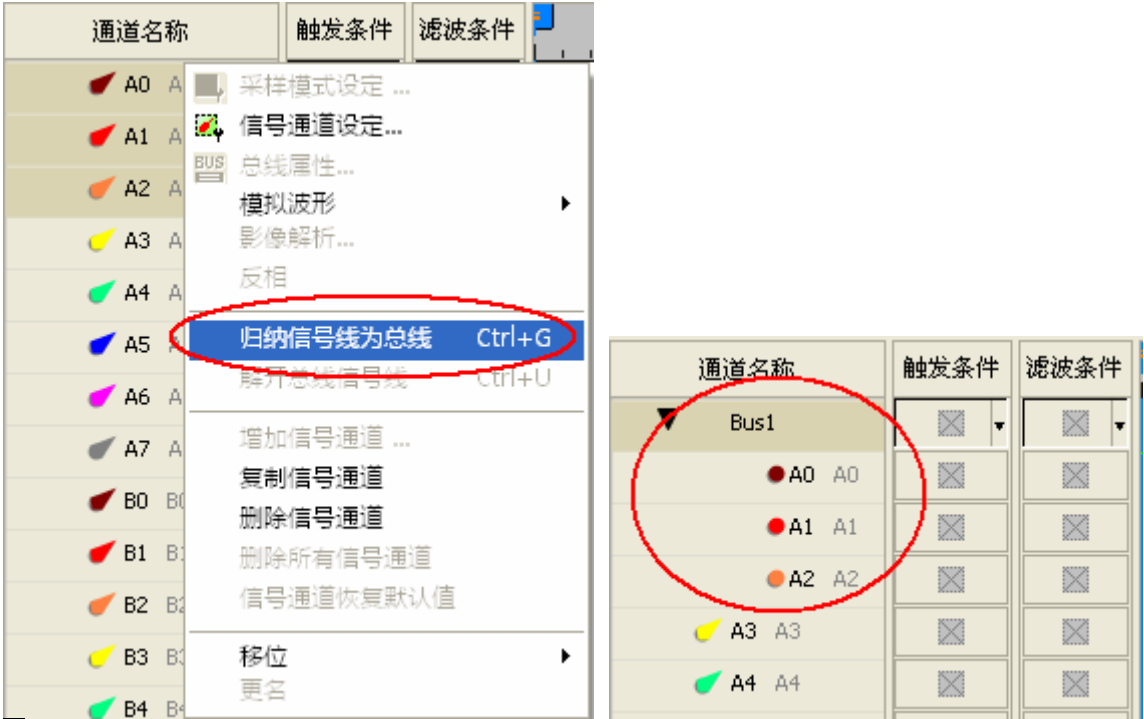 通道名称 触发条件 滤波条件
A0 A
A1 A
A2 A
A3 A
A4 A
A5
A6 A
A7 A
B0 B0
B1 B1
B2 B2
B3 B3
B4 B4
采样模式设定 ...
信号通道设定...
BUS 总线属性...
模拟波形
影像解析...
反相
归纳信号线为总线 Ctrl+G
解开总线信号线 Ctrl+U
增加信号通道 ...
复制信号通道
删除信号通道
删除所有信号通道
信号通道恢复默认值
移位
更名
通道名称 触发条件 滤波条件
Bus1
A0 A0
A1 A1
A2 A2
A3 A3
A4 A4